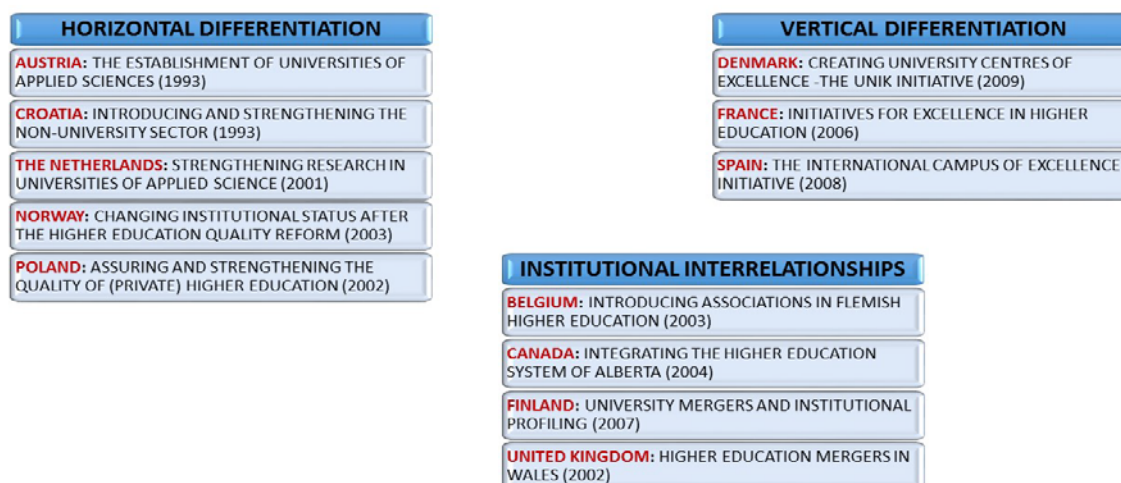 HORIZONTAL DIFFERENTIATION
AUSTRIA: THE ESTABLISHMENT OF UNIVERSITIES OF
APPLIED SCIENCES (1993)
CROATIA: INTRODUCING AND STRENGTHENING THE
NON-UNIVERSITY SECTOR (1993)
THE NETHERLANDS: STRENGTHENING RESEARCH IN
UNIVERSITIES OF APPLIED SCIENCE (2001)
NORWAY: CHANGING INSTITUTIONAL STATUS AFTER
THE HIGHER EDUCATION QUALITY REFORM (2003)
POLAND: ASSURING AND STRENGTHENING THE
QUALITY OF (PRIVATE) HIGHER EDUCATION (2002)
VERTICAL DIFFERENTIATION
DENMARK: CREATING UNIVERSITY CENTRES OF
EXCELLENCE -THE UNIK INITIATIVE (2009)
FRANCE: INITIATIVES FOR EXCELLENCE IN HIGHER
EDUCATION (2006)
SPAIN: THE INTERNATIONAL CAMPUS OF EXCELLENCE
INITIATIVE (2008)
INSTITUTIONAL INTERRELATIONSHIPS
BELGIUM: INTRODUCING ASSOCIATIONS IN FLEMISH
HIGHER EDUCATION (2003)
CANADA: INTEGRATING THE HIGHER EDUCATION
SYSTEM OF ALBERTA (2004)
FINLAND: UNIVERSITY MERGERS AND INSTITUTIONAL
PROFILING (2007)
UNITED KINGDOM: HIGHER EDUCATION MERGERS IN
WALES (2002)